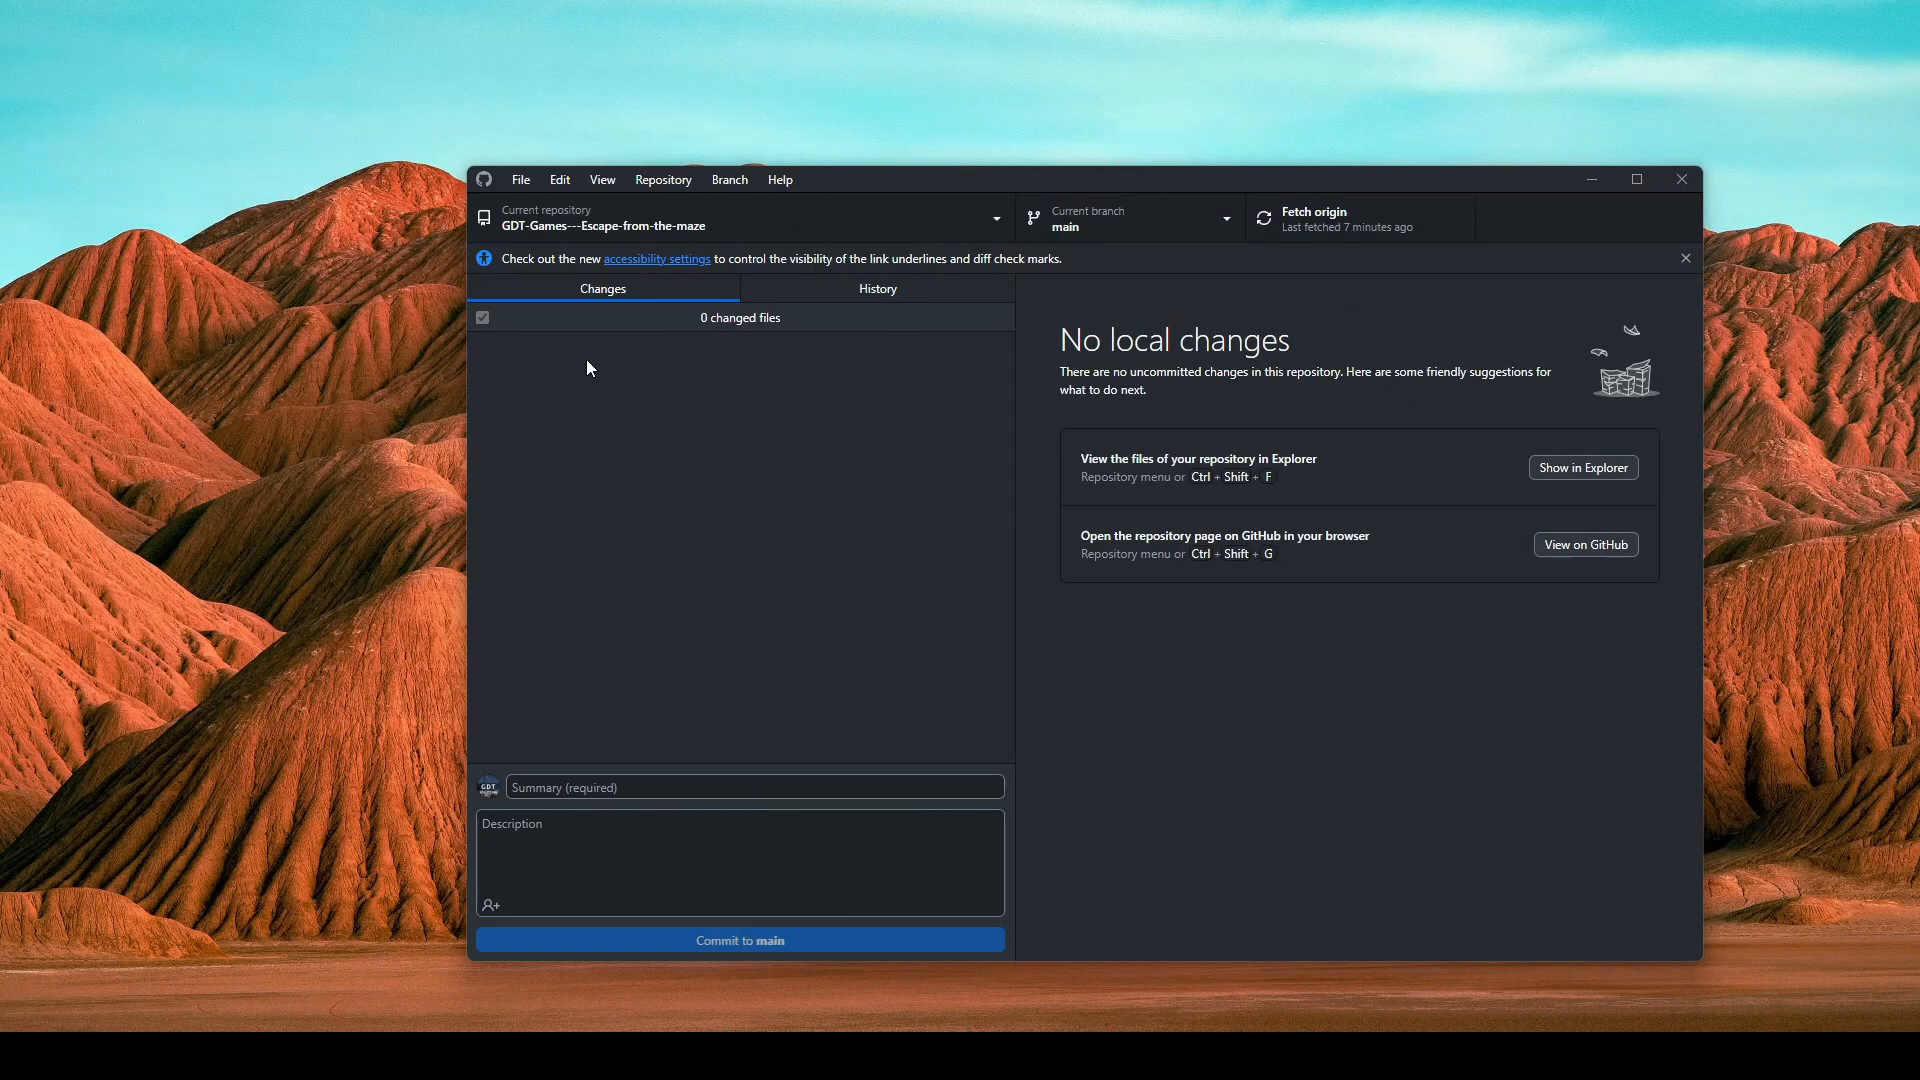 File Edit View Repository Branch Help
Current repository
GDT-Games---Escape-from-the-maze
Current branch
main
Fetch origin
Last fetched 7 minutes ago
Check out the new accessibility settings to control the visibility of the link underlines and diff check marks.
Changes
History
0 changed files
No local changes
There are no uncommitted changes in this repository. Here are some friendly suggestions for
what to do next.
View the files of your repository in Explorer
Repository menu or Ctrl + Shift + F
Show in Explorer
Open the repository page on GitHub in your browser
Repository menu or Ctrl + Shift + G
View on GitHub
GDT
Summary (required)
Description
Commit to main